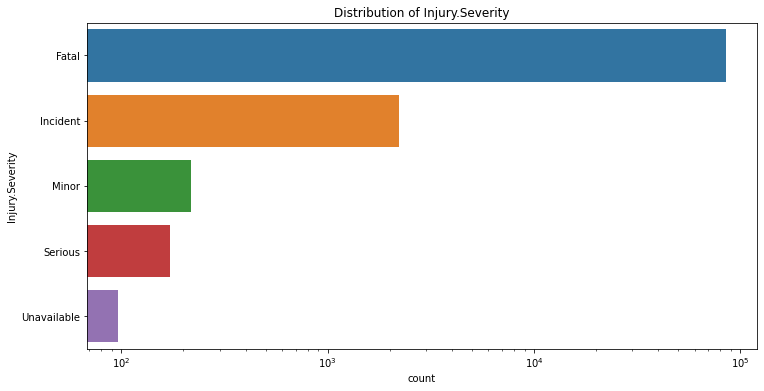 Distribution of Injury.Severity
Injury.Severity
Fatal
Incident
Minor
Serious
Unavailable
10²
10³
10⁴
10⁵
count